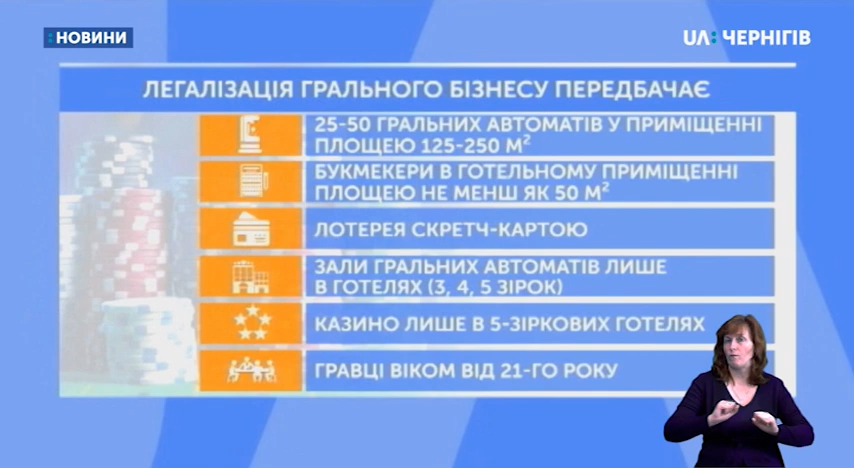 :НОВИНИ
UA: ЧЕРНІГІВ
ЛЕГАЛІЗАЦІЯ ГРАЛЬНОГО БІЗНЕСУ ПЕРЕДБАЧАЄ
25-50 ГРАЛЬНИХ АВТОМАТІВ У ПРИМІЩЕННІ
ПЛОЩЕЮ 125-250 М²
БУКМЕКЕРИ В ГОТЕЛЬНОМУ ПРИМІЩЕННІ
ПЛОЩЕЮ НЕ МЕНШ ЯК 50 М²
ЛОТЕРЕЯ СКРЕТЧ-КАРТОЮ
ЗАЛИ ГРАЛЬНИХ АВТОМАТІВ ЛИШЕ
В ГОТЕЛЯХ (3, 4, 5 ЗІРОК)
КАЗИНО ЛИШЕ В 5-ЗІРКОВИХ ГОТЕЛЯХ
ГРАВЦІ ВІКОМ ВІД 21-ГО РОКУ